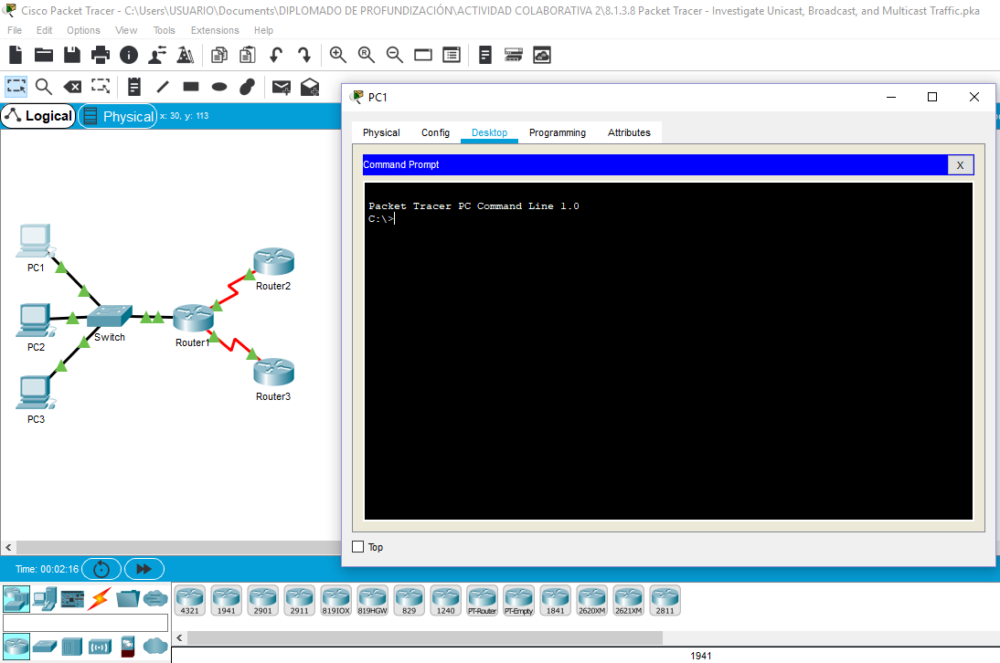 Cisco Packet Tracer - C:\Users\USUARIO\Documents\DIPLOMADO DE PROFUNDIZACIÓN\ACTIVIDAD COLABORATIVA 2\8.1.3.8 Packet Tracer - Investigate Unicast, Broadcast, and Multicast Traffic.pka
File Edit Options View Tools Extensions Help
Logical Physical x: 30, y: 113
PC1
Physical Config Desktop Programming Attributes
Command Prompt X
Packet Tracer PC Command Line 1.0
C:\>
PC1
Router2
Switch
Router1
PC2
Router3
PC3
Top
Time: 00:02:16
4321 1941 2901 2911 819IOX 819HGW 829 1240 PT-Router PT-Empty 1841 2620XM 2621XM 2811
1941